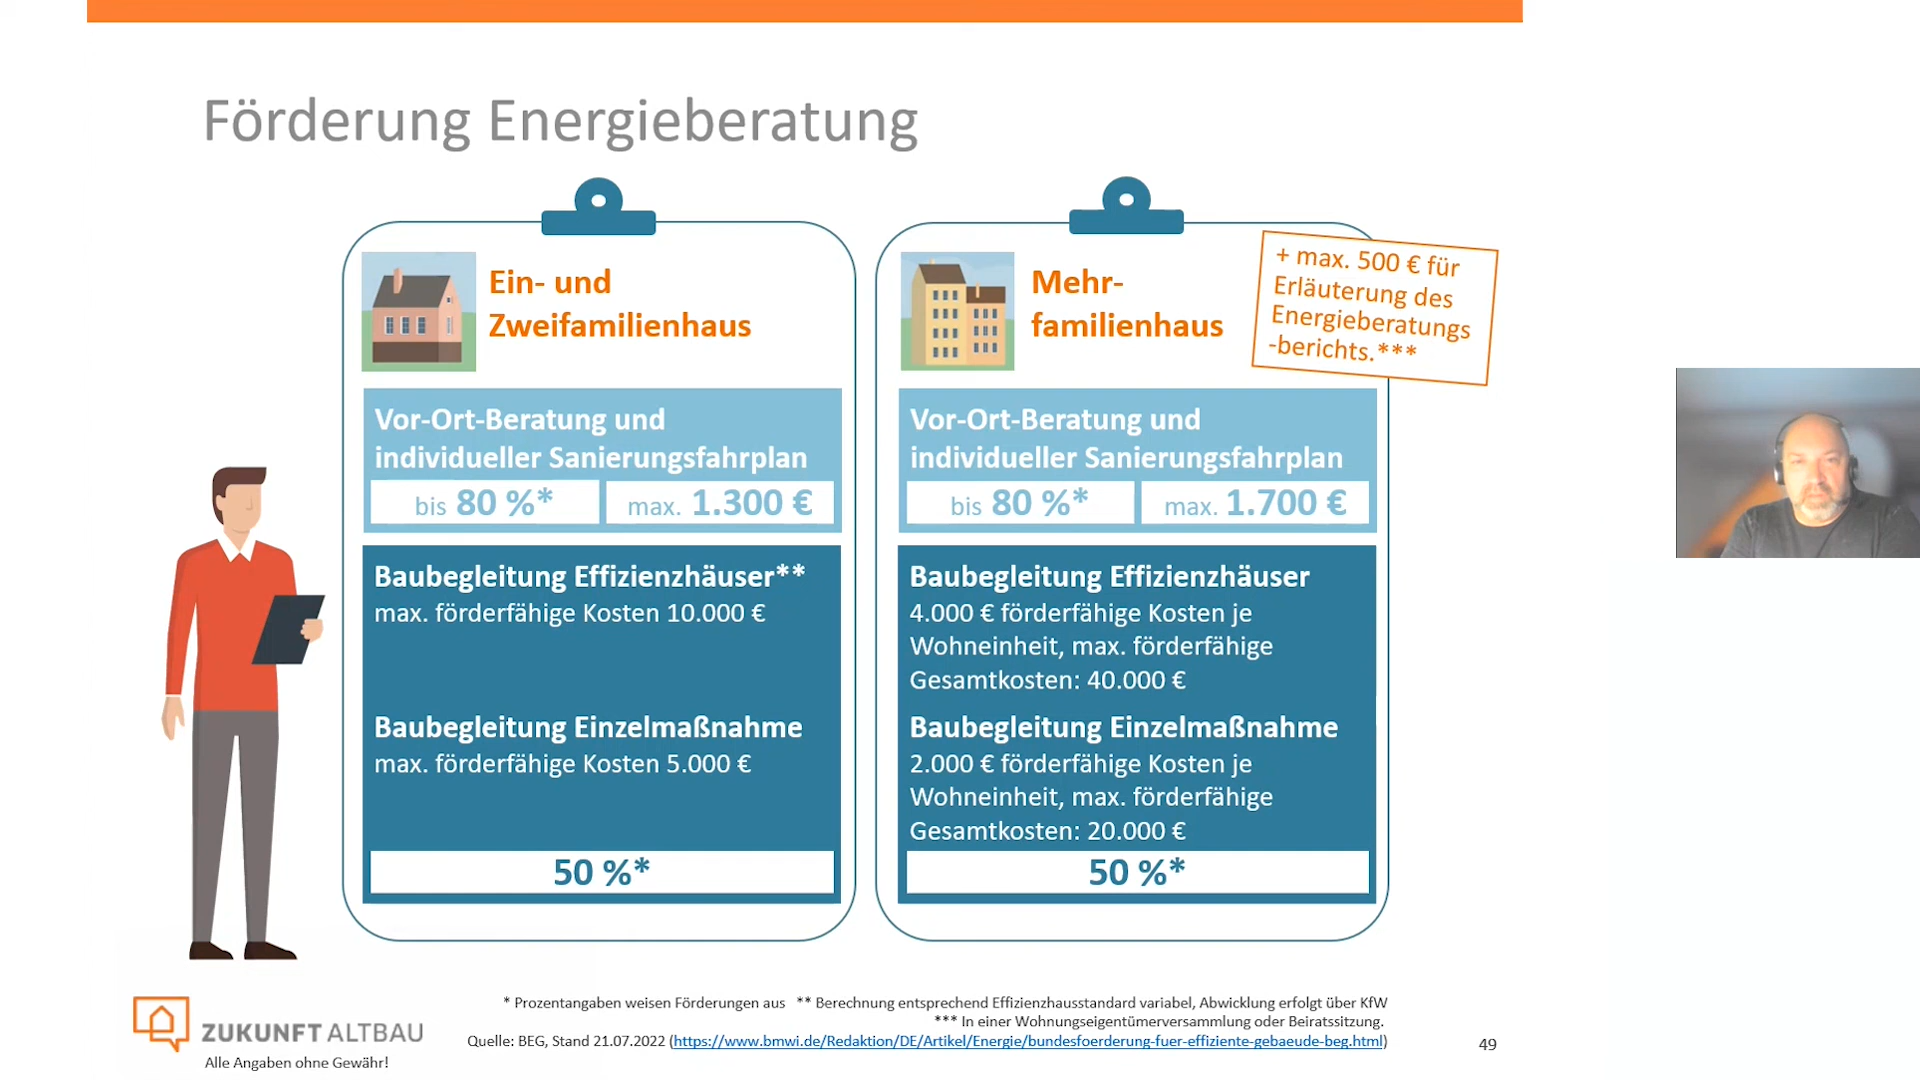 Förderung Energieberatung
Ein- und
Zweifamilienhaus
Vor-Ort-Beratung und
individueller Sanierungsfahrplan
bis 80 %*
max. 1.300 €
Baubegleitung Effizienzhäuser**
max. förderfähige Kosten 10.000 €
Baubegleitung Einzelmaßnahme
max. förderfähige Kosten 5.000 €
50 %*
Mehr-
familienhaus
+ max. 500 € für
Erläuterung des
Energieberatungs
-berichts.***
Vor-Ort-Beratung und
individueller Sanierungsfahrplan
bis 80 %*
max. 1.700 €
Baubegleitung Effizienzhäuser
4.000 € förderfähige Kosten je
Wohneinheit, max. förderfähige
Gesamtkosten: 40.000 €
Baubegleitung Einzelmaßnahme
2.000 € förderfähige Kosten je
Wohneinheit, max. förderfähige
Gesamtkosten: 20.000 €
50 %*
* Prozentangaben weisen Förderungen aus ** Berechnung entsprechend Effizienzhausstandard variabel, Abwicklung erfolgt über KfW
*** In einer Wohnungseigentümerversammlung oder Beiratssitzung.
Quelle: BEG, Stand 21.07.2022 (https://www.bmwi.de/Redaktion/DE/Artikel/Energie/bundesfoerderung-fuer-effiziente-gebaeude-beg.html)
ZUKUNFT ALTBAU
Alle Angaben ohne Gewähr!
49